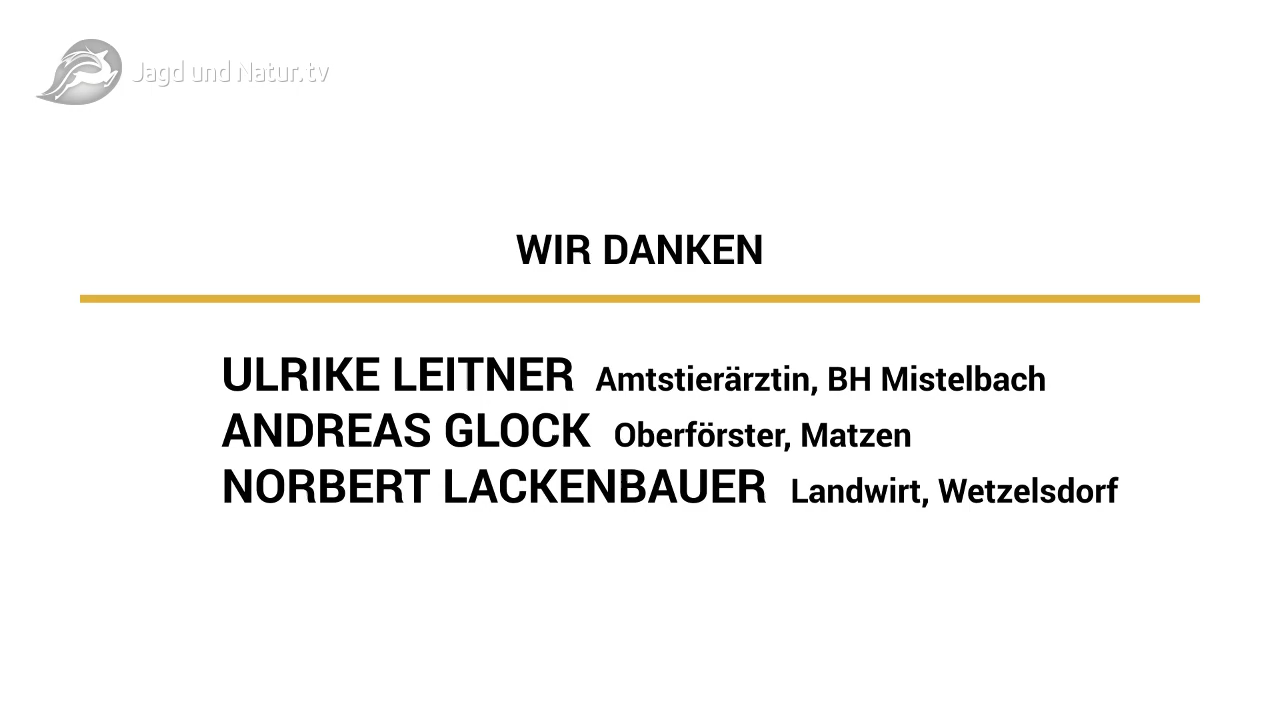 Jagd und Natur.tv
WIR DANKEN
ULRIKE LEITNER Amtstierärztin, BH Mistelbach
ANDREAS GLOCK Oberförster, Matzen
NORBERT LACKENBAUER Landwirt, Wetzelsdorf